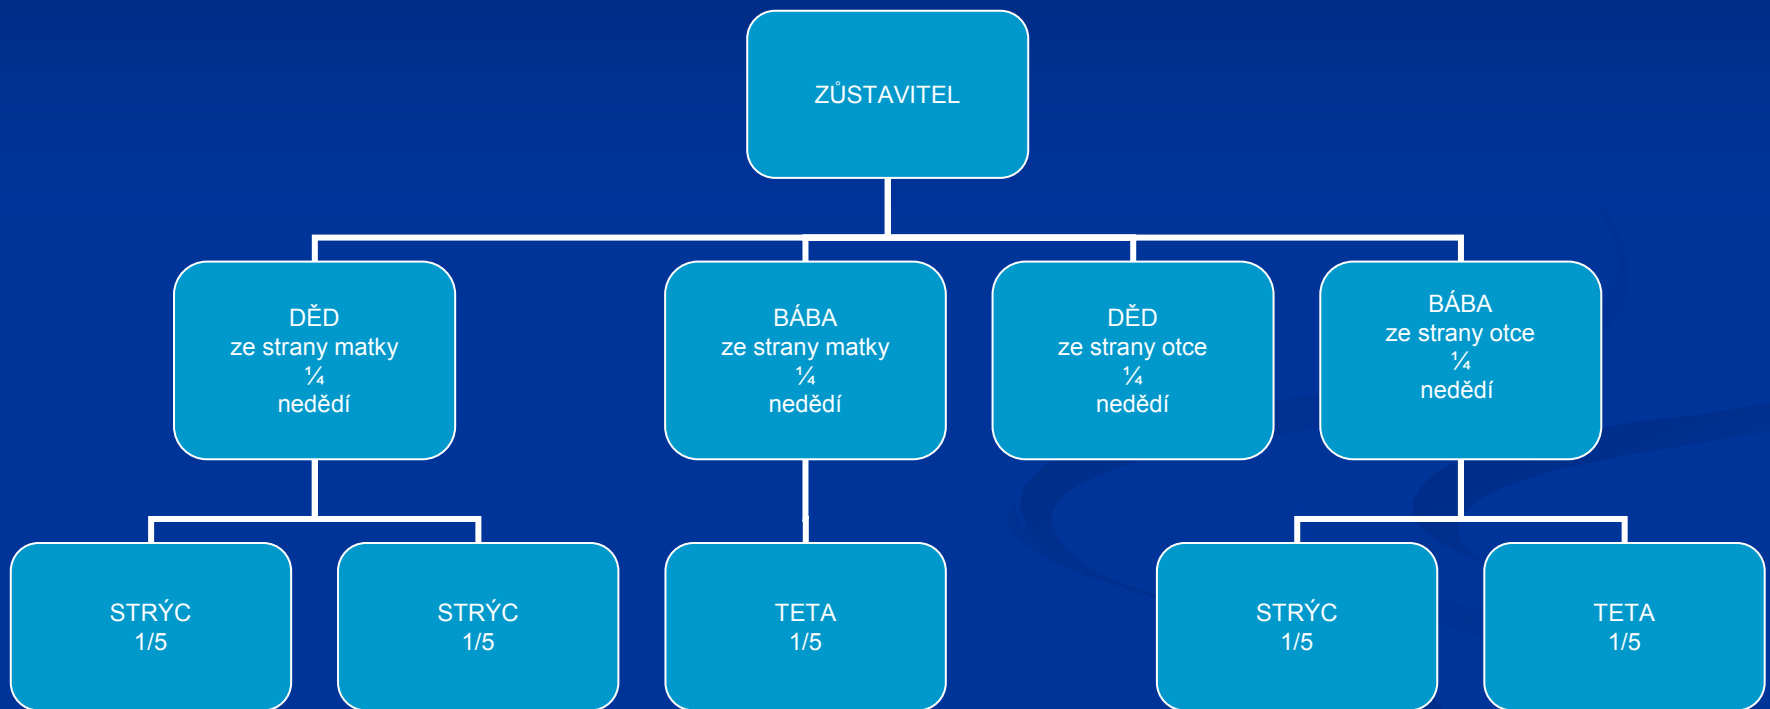 ZŮSTAVITEL
DĚD
ze strany matky
¼
nedědí
BÁBA
ze strany matky
¼
nedědí
DĚD
ze strany otce
¼
nedědí
BÁBA
ze strany otce
¼
nedědí
STRÝC
1/5
STRÝC
1/5
TETA
1/5
STRÝC
1/5
TETA
1/5